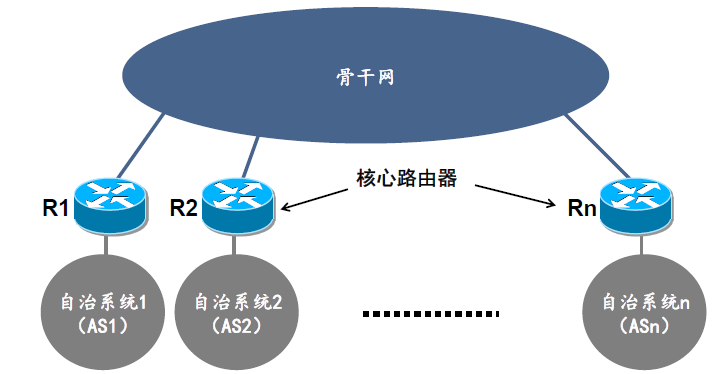 骨干网
核心路由器
R1
R2
Rn
自治系统1
（AS1）
自治系统2
（AS2）
自治系统n
（ASn）